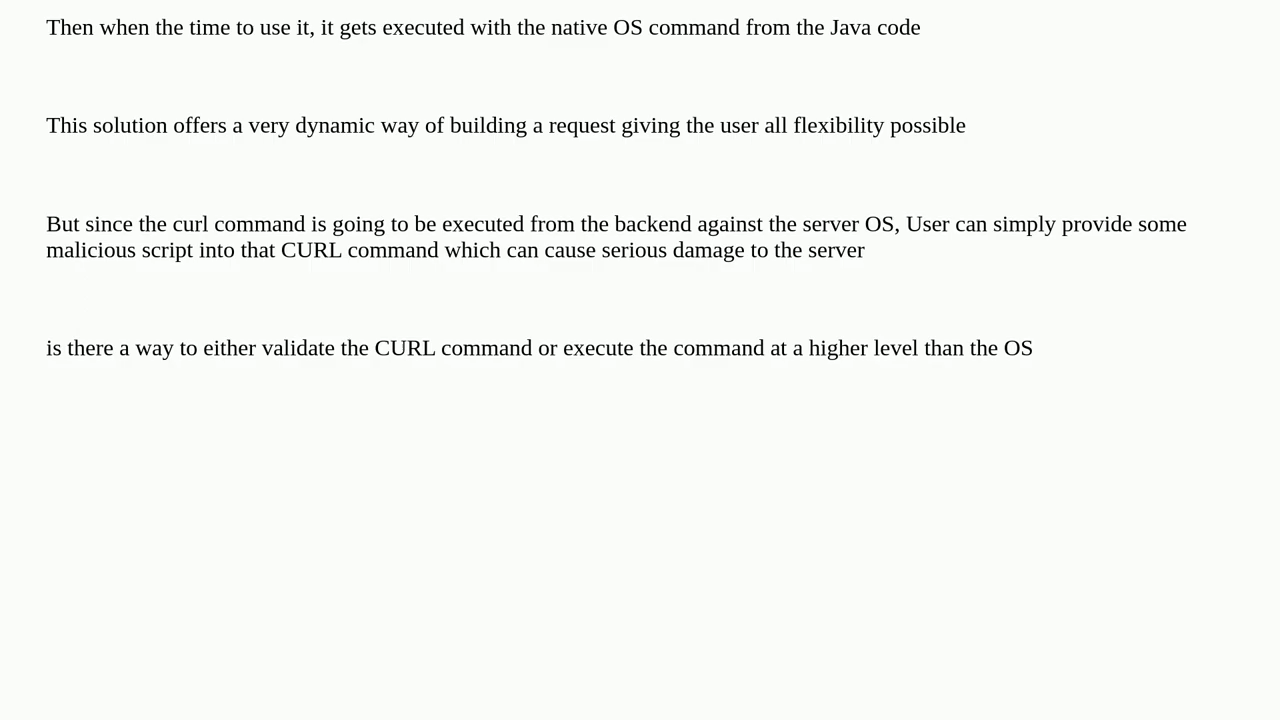 Then when the time to use it, it gets executed with the native OS command from the Java code
This solution offers a very dynamic way of building a request giving the user all flexibility possible
But since the curl command is going to be executed from the backend against the server OS, User can simply provide some
malicious script into that CURL command which can cause serious damage to the server
is there a way to either validate the CURL command or execute the command at a higher level than the OS